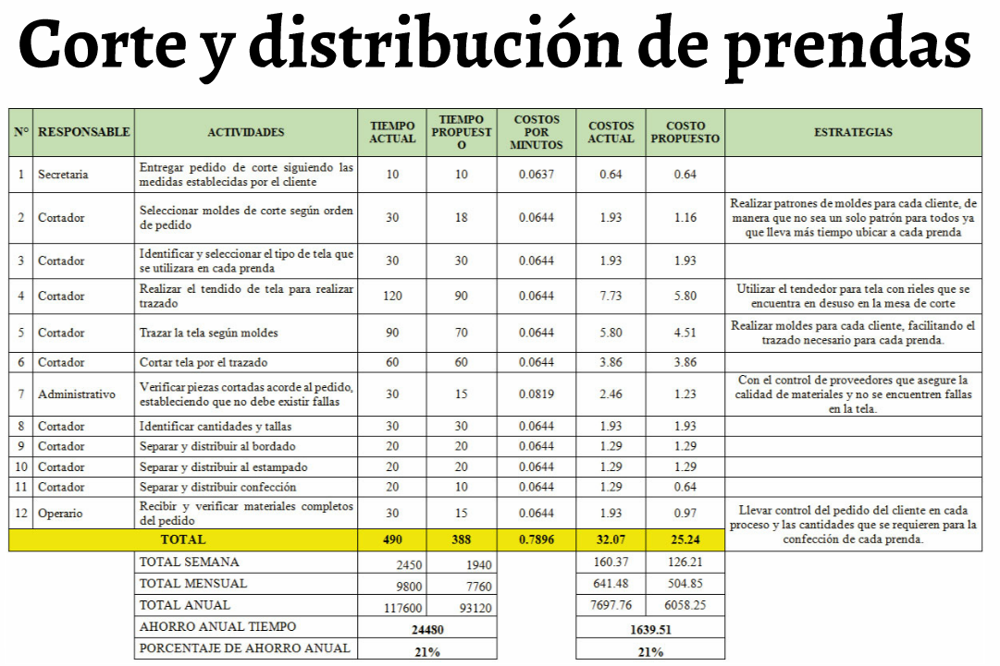 Corte y distribución de prendas
N° RESPONSABLE ACTIVIDADES TIEMPO ACTUAL TIEMPO PROPUEST O COSTOS POR MINUTOS COSTOS ACTUAL COSTO PROPUESTO ESTRATEGIAS
1 Secretaria Entregar pedido de corte siguiendo las medidas establecidas por el cliente 10 10 0.0637 0.64 0.64
2 Cortador Seleccionar moldes de corte según orden de pedido 30 18 0.0644 1.93 1.16 Realizar patrones de moldes para cada cliente, de manera que no sea un solo patrón para todos ya que lleva más tiempo ubicar a cada prenda
3 Cortador Identificar y seleccionar el tipo de tela que se utilizara en cada prenda 30 30 0.0644 1.93 1.93
4 Cortador Realizar el tendido de tela para realizar trazado 120 90 0.0644 7.73 5.80 Utilizar el tendedor para tela con rieles que se encuentra en desuso en la mesa de corte
5 Cortador Trazar la tela según moldes 90 70 0.0644 5.80 4.51 Realizar moldes para cada cliente, facilitando el trazado necesario para cada prenda.
6 Cortador Cortar tela por el trazado 60 60 0.0644 3.86 3.86
7 Administrativo Verificar piezas cortadas acorde al pedido, estableciendo que no debe existir fallas 30 15 0.0819 2.46 1.23 Con el control de proveedores que asegure la calidad de materiales y no se encuentren fallas en la tela.
8 Cortador Identificar cantidades y tallas 30 30 0.0644 1.93 1.93
9 Cortador Separar y distribuir al bordado 20 20 0.0644 1.29 1.29
10 Cortador Separar y distribuir al estampado 20 20 0.0644 1.29 1.29
11 Cortador Separar y distribuir confección 20 10 0.0644 1.29 0.64
12 Operario Recibir y verificar materiales completos del pedido 30 15 0.0644 1.93 0.97 Llevar control del pedido del cliente en cada proceso y las cantidades que se requieren para la confección de cada prenda.
TOTAL 490 388 0.7896 32.07 25.24
TOTAL SEMANA 2450 1940 160.37 126.21
TOTAL MENSUAL 9800 7760 641.48 504.85
TOTAL ANUAL 117600 93120 7697.76 6058.25
AHORRO ANUAL TIEMPO 24480 1639.51
PORCENTAJE DE AHORRO ANUAL 21% 21%